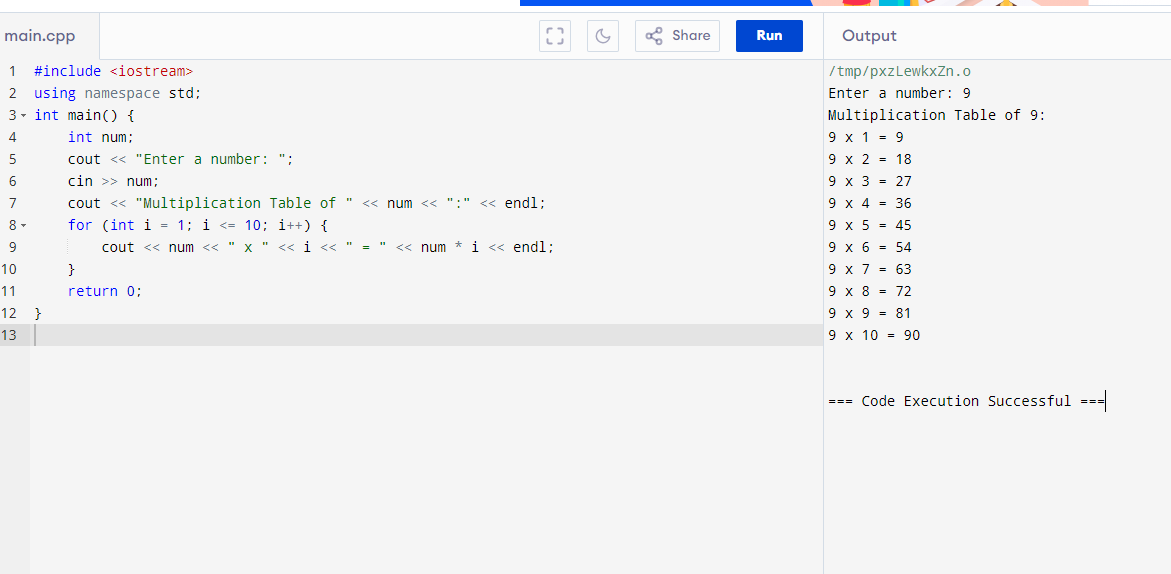 main.cpp
Share
Run
Output
1 #include <iostream>
2 using namespace std;
3 int main() {
4     int num;
5     cout << "Enter a number: ";
6     cin >> num;
7     cout << "Multiplication Table of " << num << ":" << endl;
8     for (int i = 1; i <= 10; i++) {
9         cout << num << " x " << i << " = " << num * i << endl;
10     }
11     return 0;
12 }
13
/tmp/pxzLewkxZn.o
Enter a number: 9
Multiplication Table of 9:
9 x 1 = 9
9 x 2 = 18
9 x 3 = 27
9 x 4 = 36
9 x 5 = 45
9 x 6 = 54
9 x 7 = 63
9 x 8 = 72
9 x 9 = 81
9 x 10 = 90
=== Code Execution Successful ===